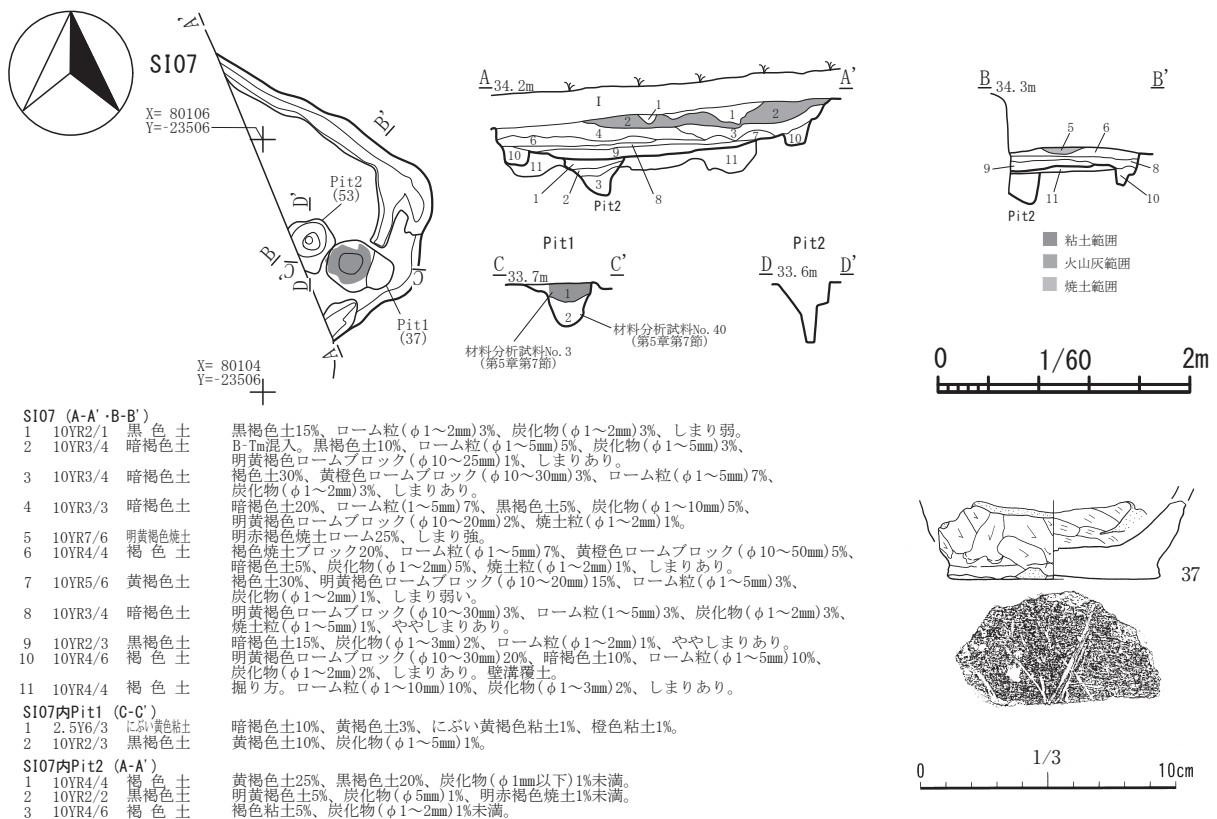 SI07
X= 80106
Y=-23506
A'
B'
Pit2
(53)
D'
B
C'
D
C
Pit1
(37)
A
X= 80104
Y=-23506
A 34.2m A'
I
1
2
1
2
4
3
6
7
10
10
9
11
11
1
2
3
8
Pit2
B 34.3m B'
5
6
9
8
11
10
Pit2
粘土範囲
火山灰範囲
焼土範囲
Pit1
C 33.7m C'
1
2
材料分析試料No.3
(第5章第7節)
材料分析試料No.40
(第5章第7節)
Pit2
D 33.6m D'
0 1/60 2m
SI07 (A-A'・B-B')
1 10YR2/1 黒色土 黒褐色土15%、ローム粒(φ1～2mm)3%、炭化物(φ1～2mm)3%、しまり弱。
2 10YR3/4 暗褐色土 B-Tm混入。黒褐色土10%、ローム粒(φ1～5mm)5%、炭化物(φ1～5mm)3%、
明黄褐色ロームブロック(φ10～25mm)1%、しまりあり。
3 10YR3/4 暗褐色土 褐色土30%、黄橙色ロームブロック(φ10～30mm)3%、ローム粒(φ1～5mm)7%、
炭化物(φ1～2mm)3%、しまりあり。
4 10YR3/3 暗褐色土 暗褐色土20%、ローム粒(1～5mm)7%、黒褐色土5%、炭化物(φ1～10mm)5%、
明黄褐色ロームブロック(φ10～20mm)2%、焼土粒(φ1～2mm)1%。
5 10YR7/6 明黄褐色焼土 明赤褐色焼土ローム25%、しまり強。
6 10YR4/4 褐色土 褐色焼土ブロック20%、ローム粒(φ1～5mm)7%、黄橙色ロームブロック(φ10～50mm)5%、
暗褐色土5%、炭化物(φ1～2mm)5%、焼土粒(φ1～2mm)1%、しまりあり。
7 10YR5/6 黄褐色土 褐色土30%、明黄褐色ロームブロック(φ10～20mm)15%、ローム粒(φ1～5mm)3%、
炭化物(φ1～2mm)1%、しまり弱い。
8 10YR3/4 暗褐色土 明黄褐色ロームブロック(φ10～30mm)3%、ローム粒(1～5mm)3%、炭化物(φ1～2mm)3%、
焼土粒(φ1～5mm)1%、ややしまりあり。
9 10YR2/3 黒褐色土 暗褐色土15%、炭化物(φ1～3mm)2%、ローム粒(φ1～2mm)1%、ややしまりあり。
10 10YR4/6 褐色土 明黄褐色ロームブロック(φ10～30mm)20%、暗褐色土10%、ローム粒(φ1～5mm)10%、
炭化物(φ1～2mm)2%、しまりあり。壁溝覆土。
11 10YR4/4 褐色土 掘り方。ローム粒(φ1～10mm)10%、炭化物(φ1～3mm)2%、しまりあり。
SI07内Pit1 (C-C')
1 2.5Y6/3 にぶい黄色粘土 暗褐色土10%、黄褐色土3%、にぶい黄褐色粘土1%、橙色粘土1%。
2 10YR2/3 黒褐色土 黄褐色土10%、炭化物(φ1～5mm)1%。
SI07内Pit2 (A-A')
1 10YR4/4 褐色土 黄褐色土25%、黒褐色土20%、炭化物(φ1mm以下)1%未満。
2 10YR2/2 黒褐色土 明黄褐色土5%、炭化物(φ5mm)1%、明赤褐色焼土1%未満。
3 10YR4/6 褐色土 褐色粘土5%、炭化物(φ1～2mm)1%未満。
37
0 1/3 10cm